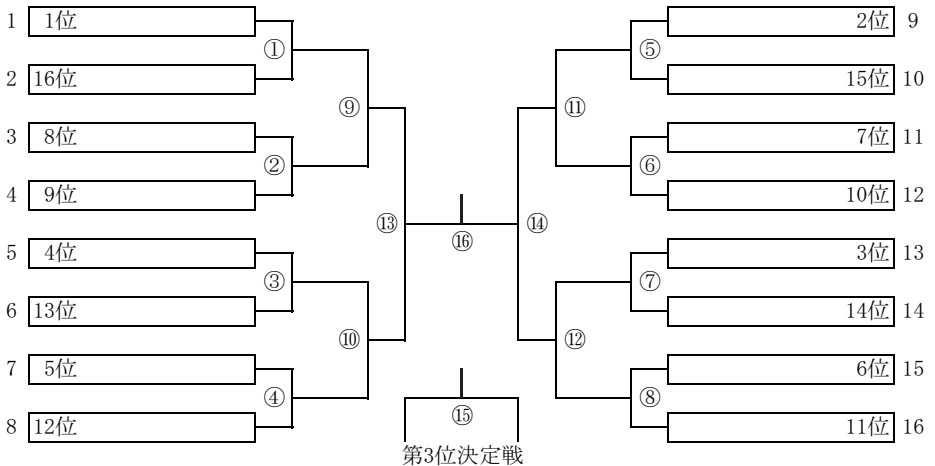 1 1位 2位 9
① ⑤
2 16位 15位 10
⑨ ⑪
3 8位 7位 11
② ⑥
4 9位 10位 12
⑬ ⑯ ⑭
5 4位 3位 13
③ ⑦
6 13位 14位 14
⑩ ⑫
7 5位 6位 15
④ ⑮ ⑧
8 12位 11位 16
第3位決定戦